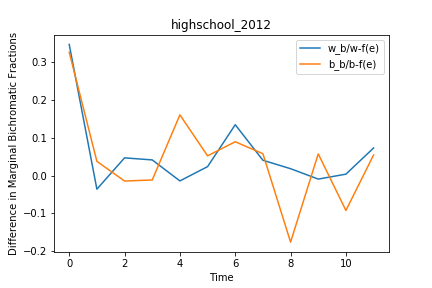 highschool_2012
w_b/w-f(e)
b_b/b-f(e)
Difference in Marginal Bichromatic Fractions
0.3
0.2
0.1
0.0
−0.1
−0.2
0 2 4 6 8 10
Time